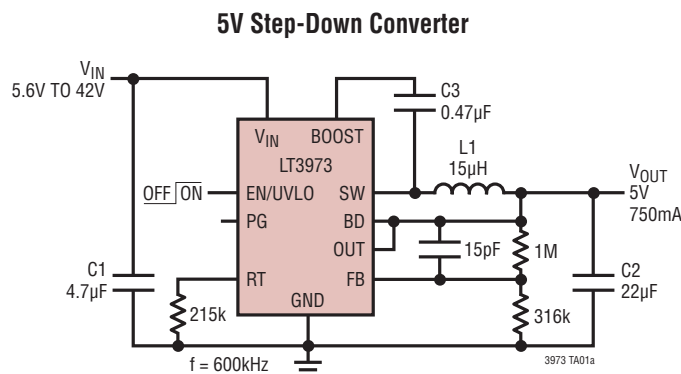 5V Step-Down Converter
VIN
5.6V TO 42V
C3
0.47µF
VIN
BOOST
LT3973
L1
15µH
OFF ON
EN/UVLO
SW
VOUT
5V
750mA
PG
BD
OUT
15pF
1M
C1
4.7µF
RT
FB
C2
22µF
215k
GND
316k
f = 600kHz
3973 TA01a